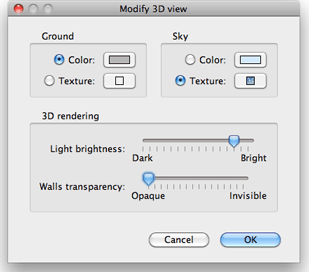 Modify 3D view
Ground
Sky
Color:
Color:
Texture:
Texture:
3D rendering
Light brightness:
Dark Bright
Walls transparency:
Opaque Invisible
Cancel OK